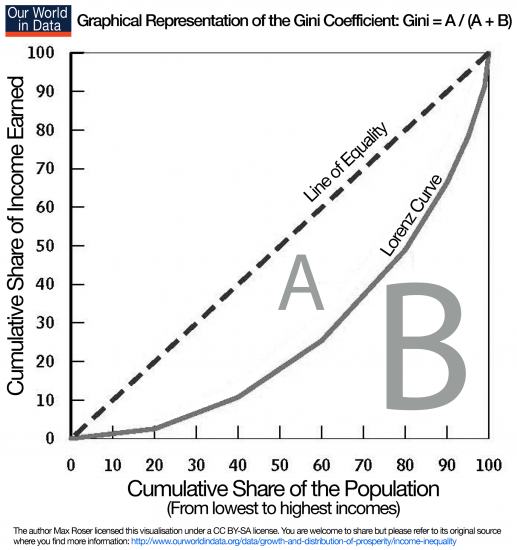 Our World
in Data
Graphical Representation of the Gini Coefficient: Gini = A / (A + B)
Cumulative Share of Income Earned
100
90
80
70
60
50
40
30
20
10
0
Line of Equality
Lorenz Curve
A
B
0 10 20 30 40 50 60 70 80 90 100
Cumulative Share of the Population
(From lowest to highest incomes)
The author Max Roser licensed this visualisation under a CC BY-SA license. You are welcome to share but please refer to its original source
where you find more information: http://www.ourworldindata.org/data/growth-and-distribution-of-prosperity/income-inequality